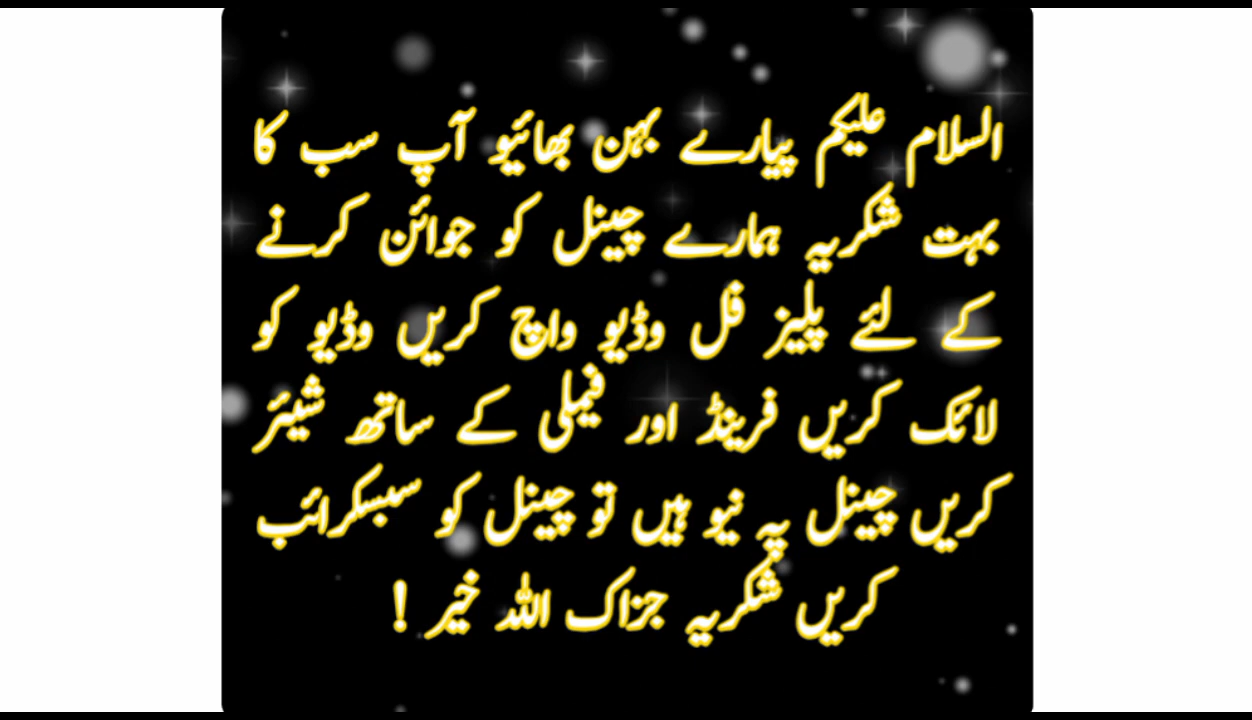 السلام علیکم پیارے بہن بھائیو آپ سب کا
بہت شکریہ ہمارے چینل کو جوائن کرنے
کے لئے پلیز فل وڈیو واچ کریں وڈیو کو
لائک کریں فرینڈ اور فیملی کے ساتھ شیئر
کریں چینل پہ نیو ہیں تو چینل کو سبسکرائب
کریں شکریہ جزاک اللہ خیر !